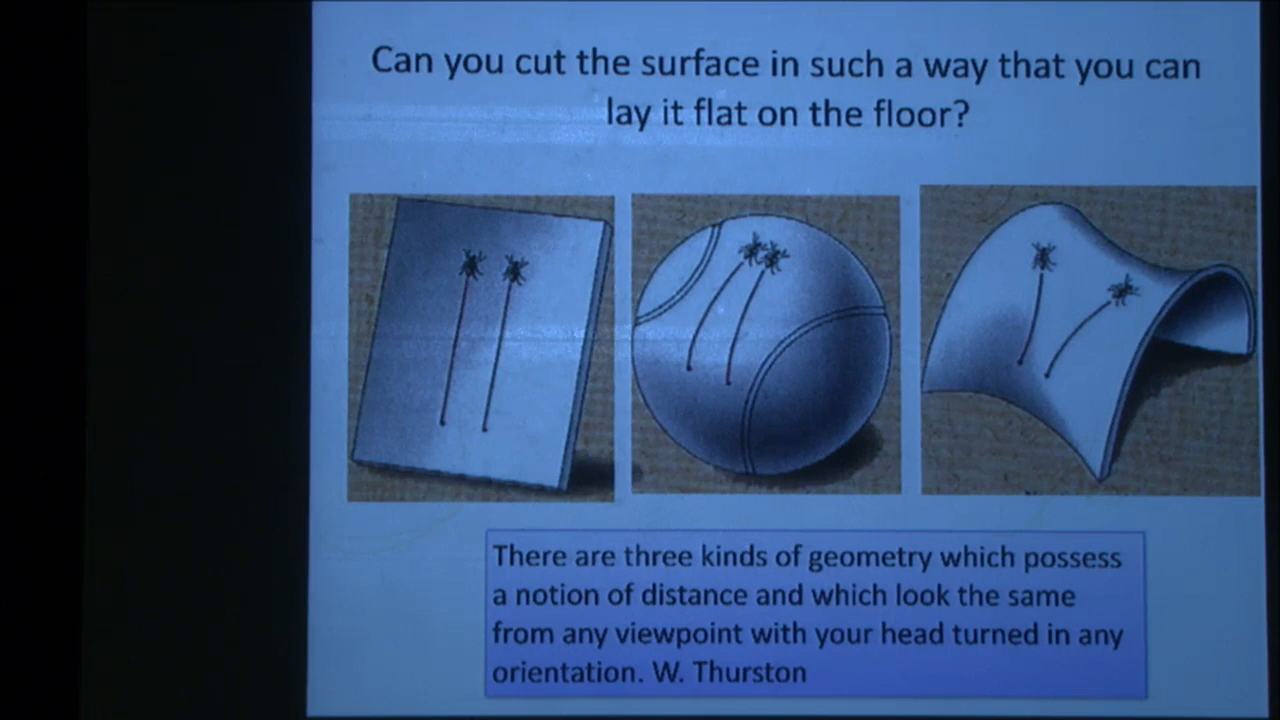 Can you cut the surface in such a way that you can
lay it flat on the floor?
There are three kinds of geometry which possess
a notion of distance and which look the same
from any viewpoint with your head turned in any
orientation. W. Thurston